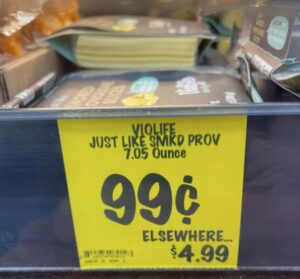 VIOLIFE
JUST LIKE SMKD PROV
7.05 Ounce
99¢
ELSEWHERE...
$4.99